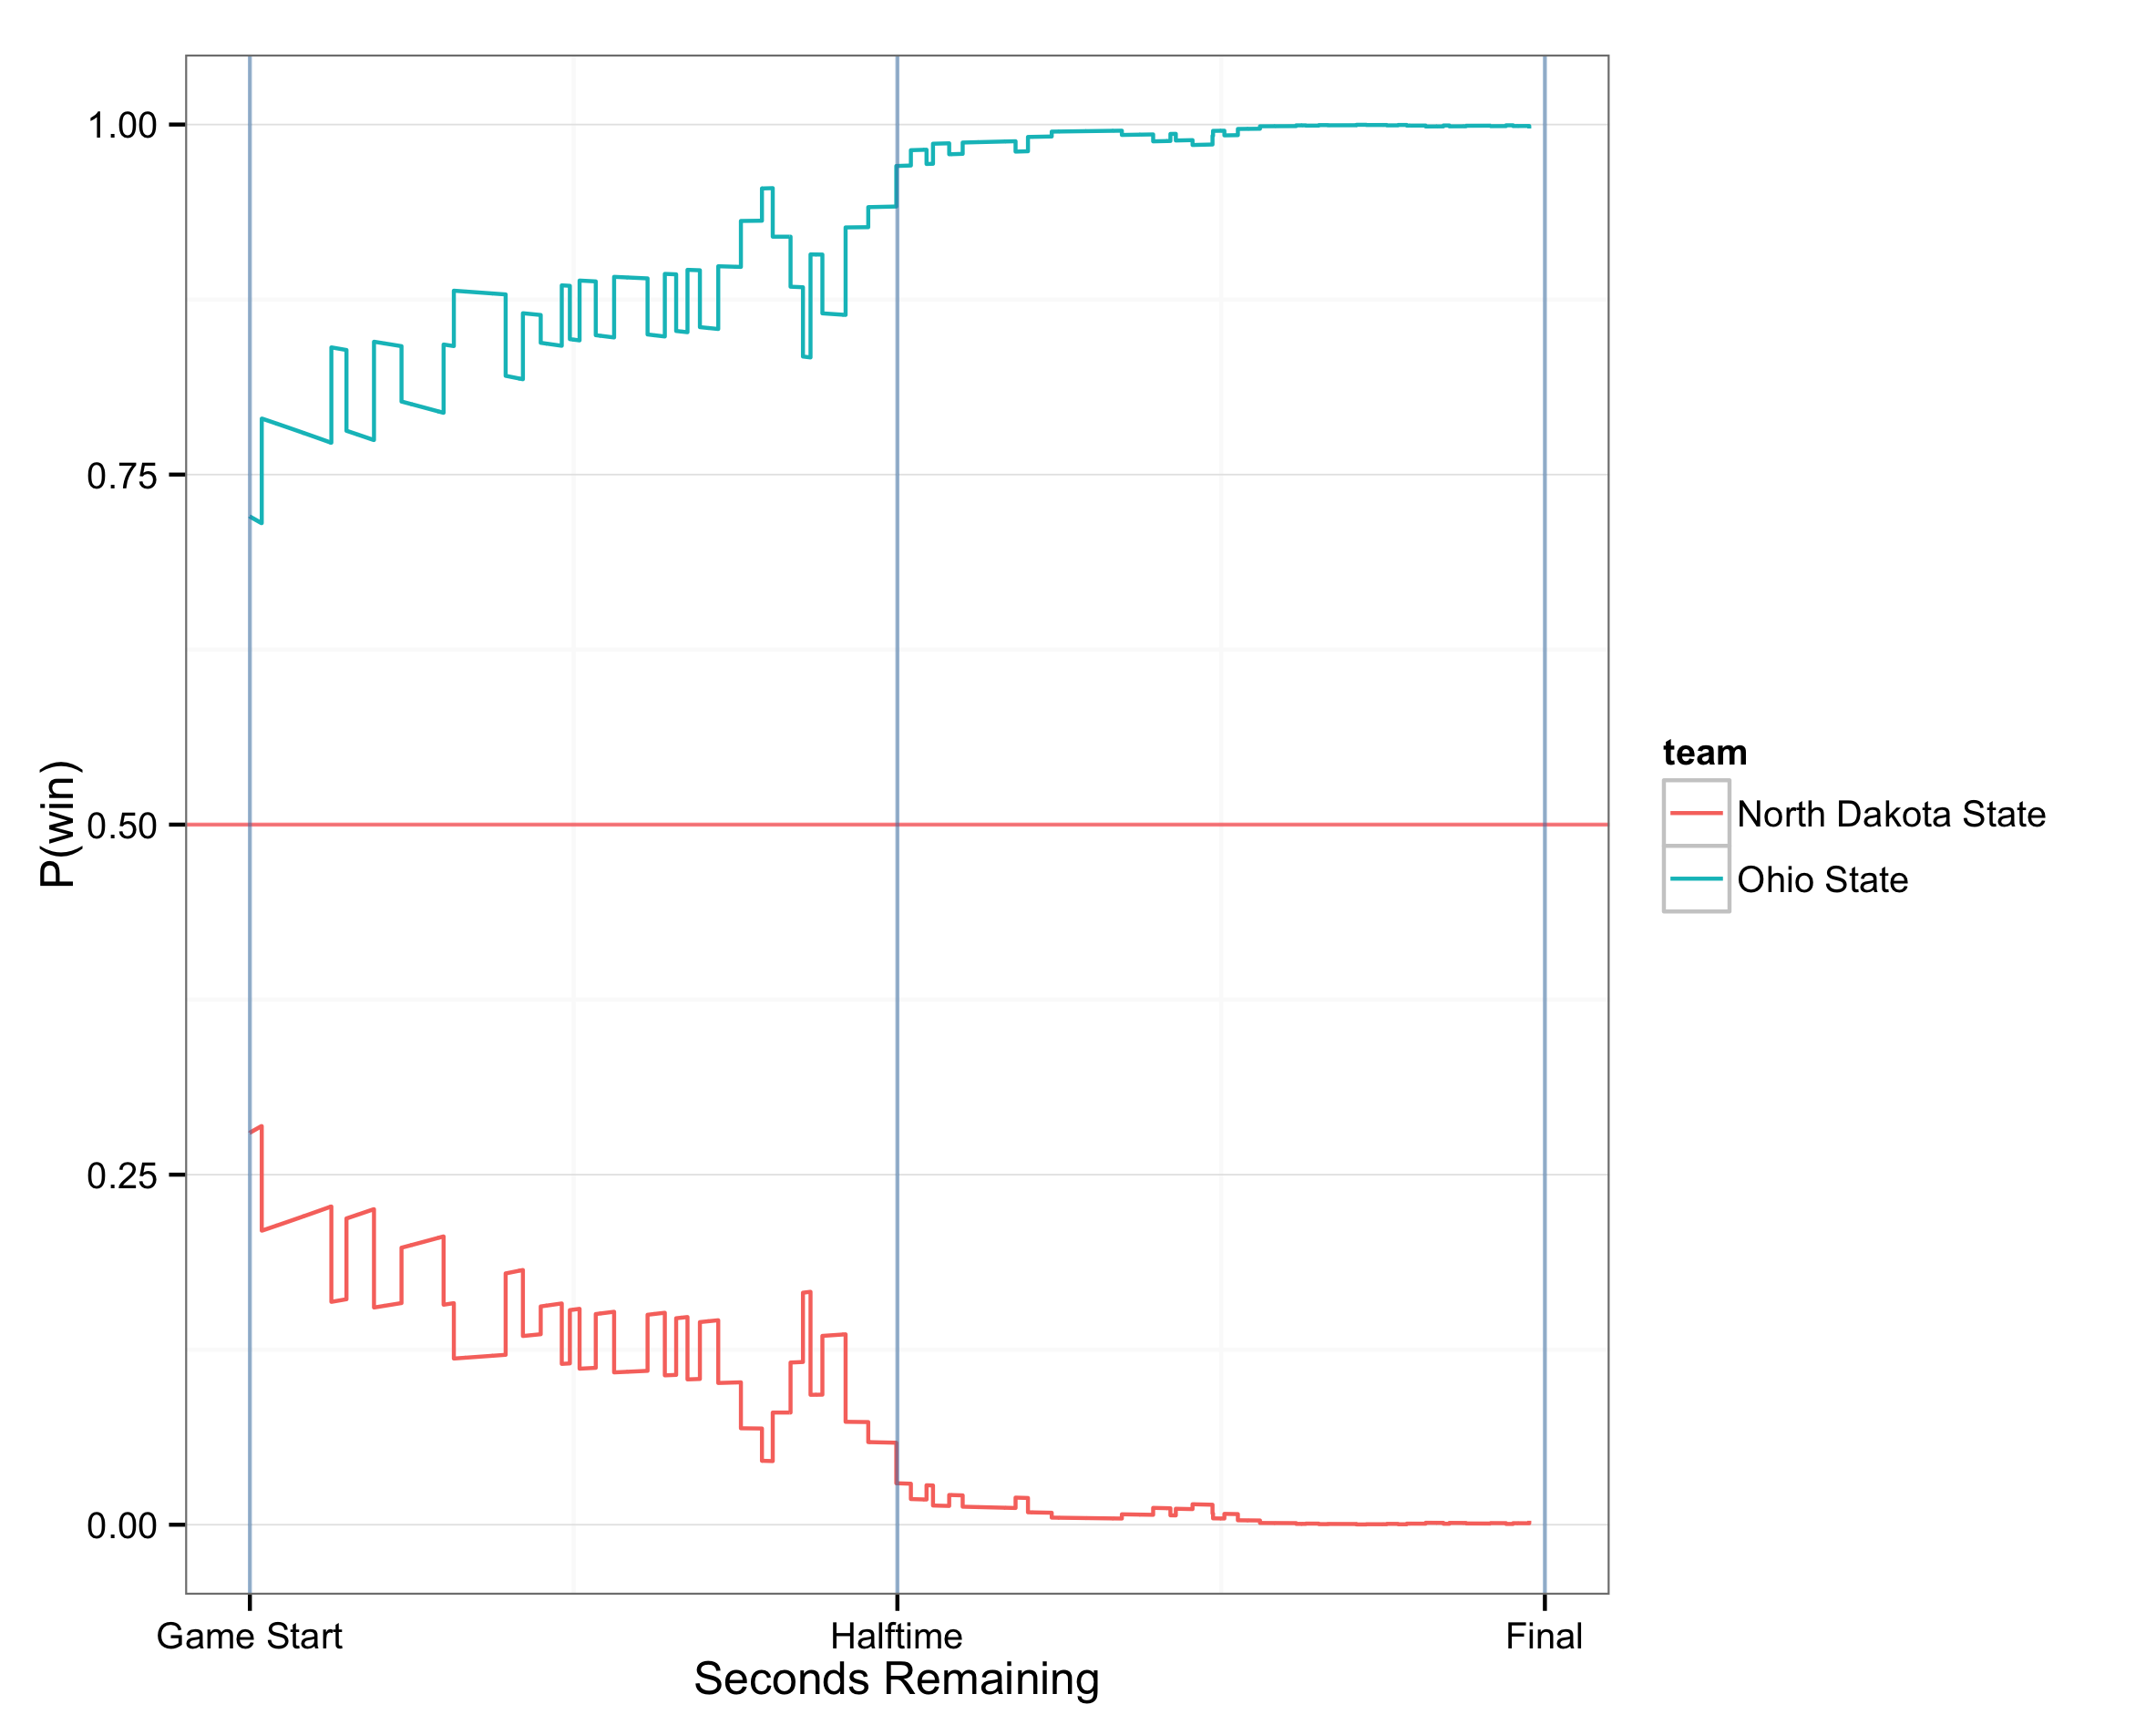 1.00
0.75
0.50
0.25
0.00
P(win)
Game Start
Halftime
Final
Seconds Remaining
team
North Dakota State
Ohio State